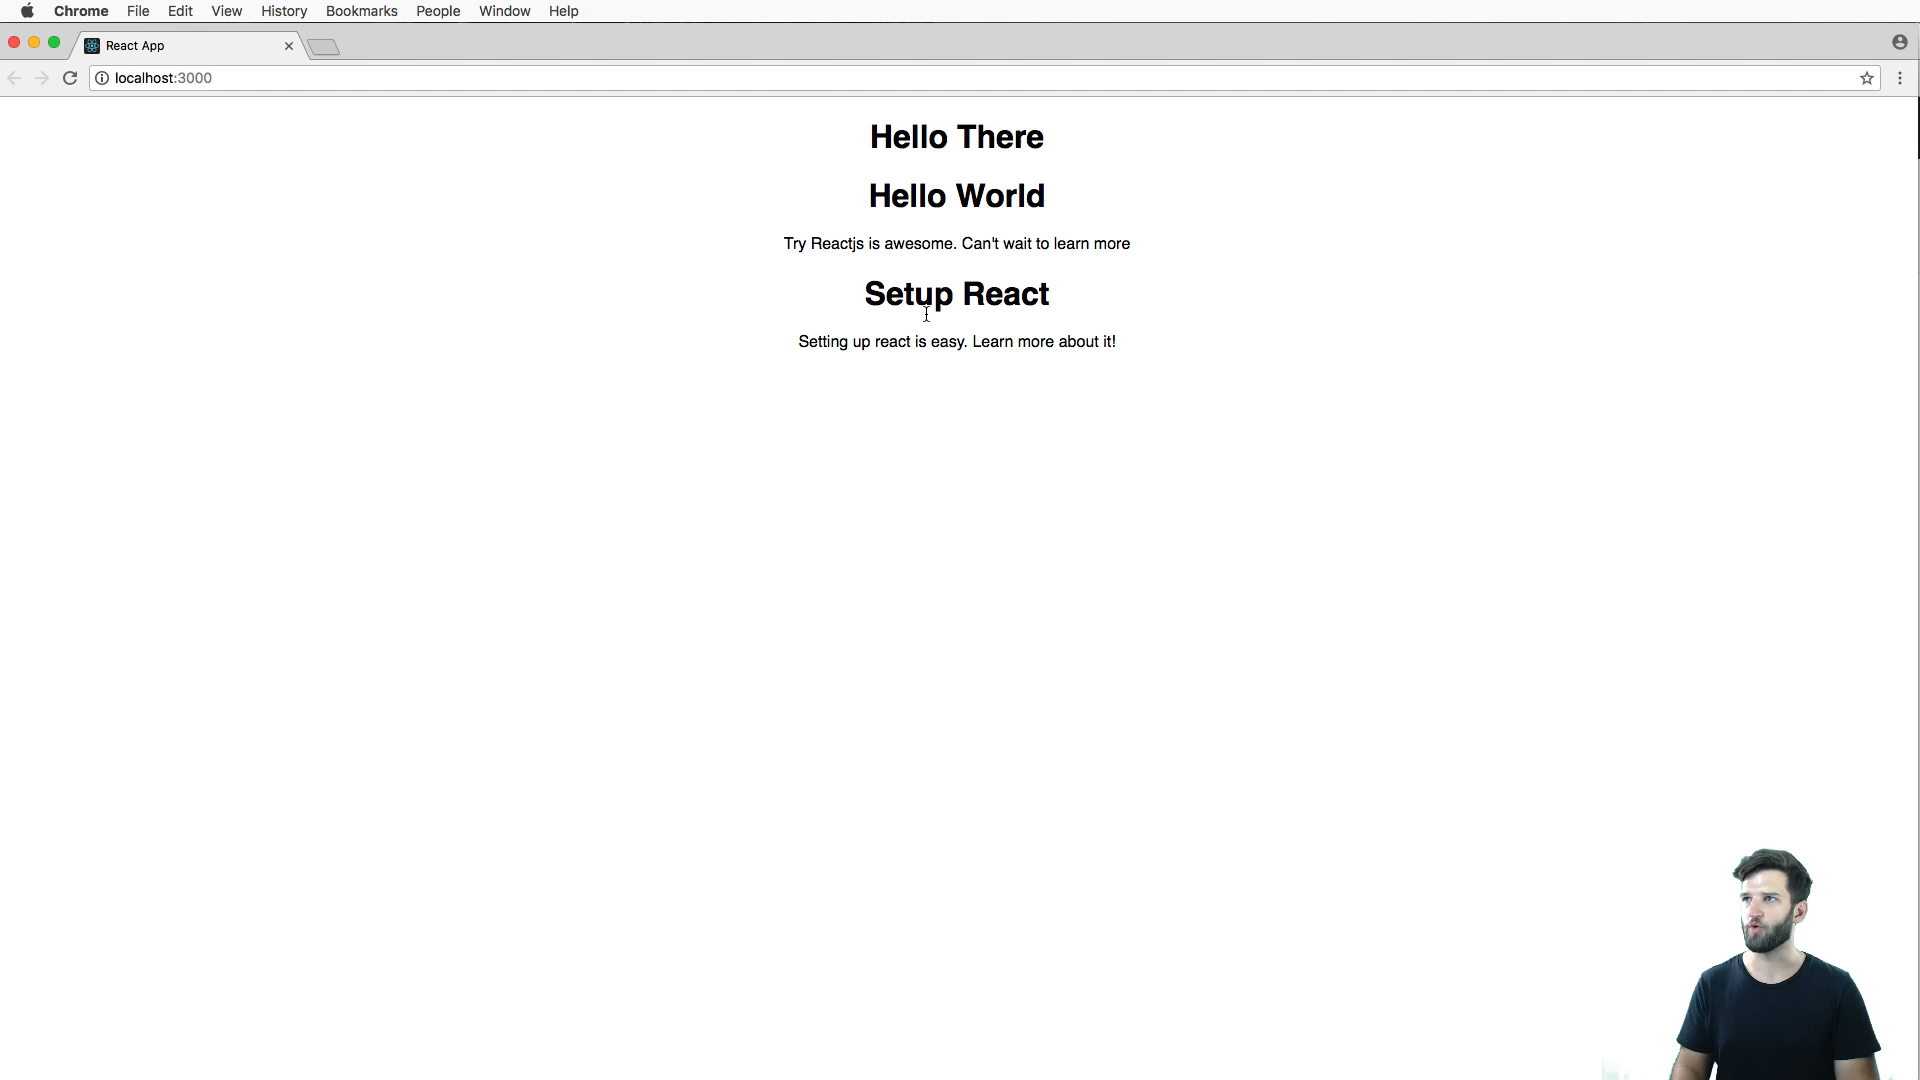 Chrome File Edit View History Bookmarks People Window Help
React App
localhost:3000
Hello There
Hello World
Try Reactjs is awesome. Can't wait to learn more
Setup React
Setting up react is easy. Learn more about it!